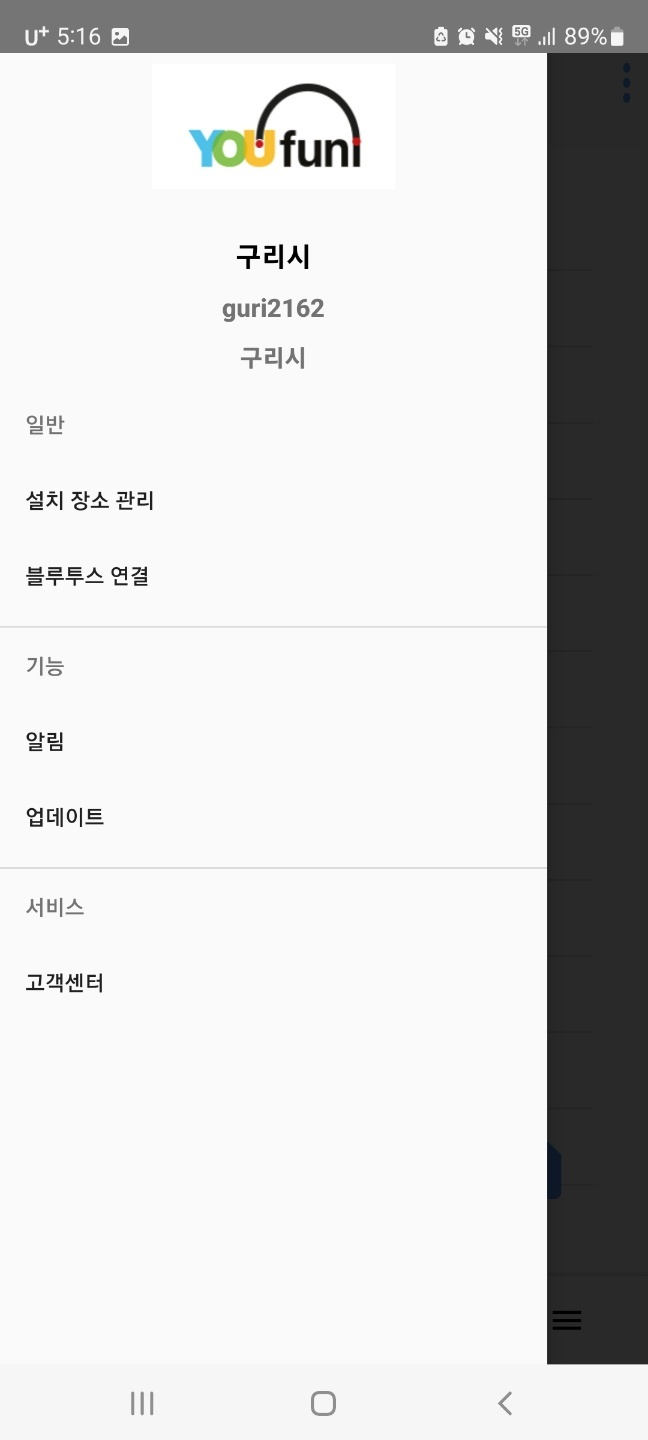 U+ 5:16 5G 89%
YOU funi
구리시
guri2162
구리시
일반
설치 장소 관리
블루투스 연결
기능
알림
업데이트
서비스
고객센터